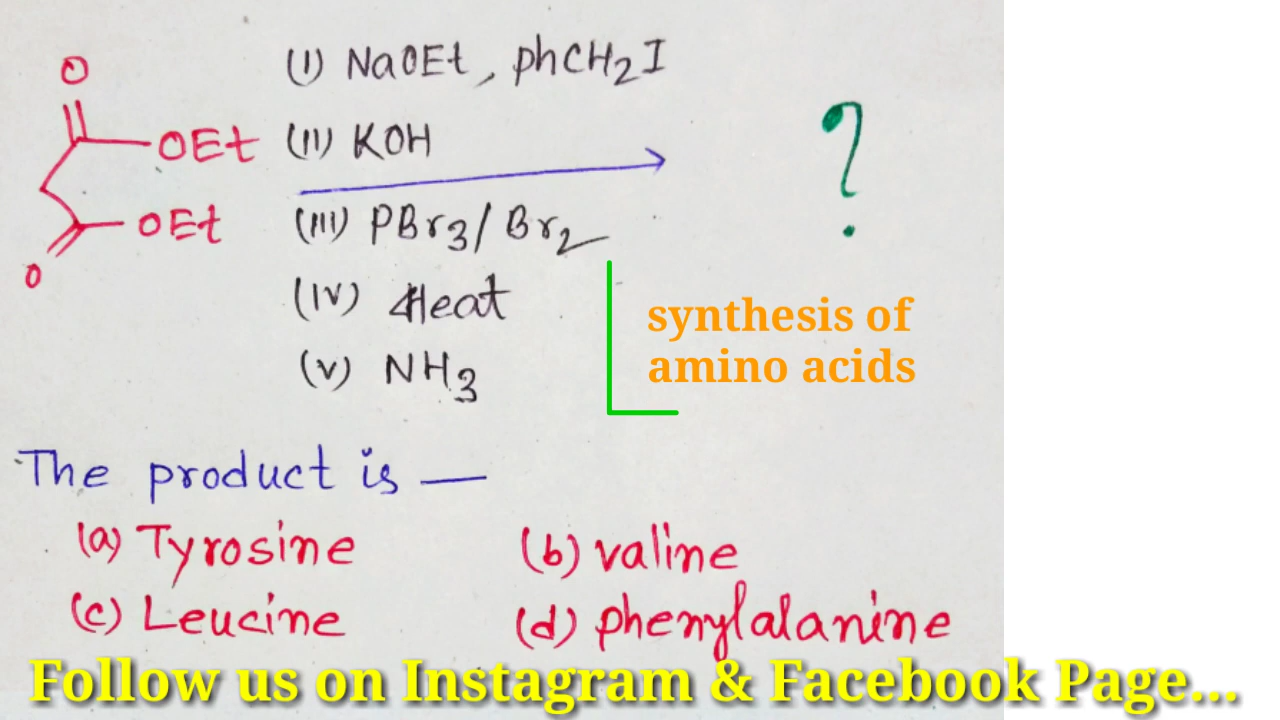 O
(i) NaOEt, phCH2I
OEt (ii) KOH
?
OEt (iii) PBr3/Br2
O
(iv) Heat
(v) NH3
synthesis of
amino acids
The product is —
(a) Tyrosine (b) valine
(c) Leucine (d) phenylalanine
Follow us on Instagram & Facebook Page...